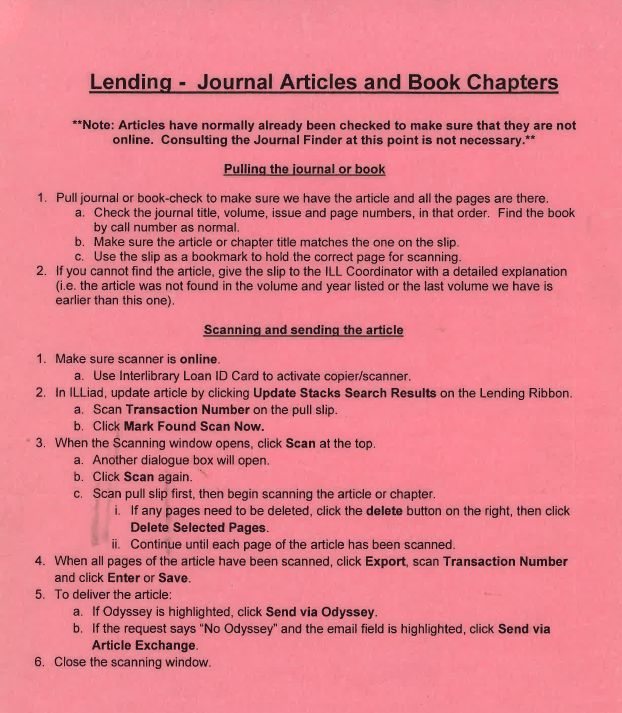 Lending - Journal Articles and Book Chapters
**Note: Articles have normally already been checked to make sure that they are not
online. Consulting the Journal Finder at this point is not necessary.**
Pulling the journal or book
1. Pull journal or book-check to make sure we have the article and all the pages are there.
a. Check the journal title, volume, issue and page numbers, in that order. Find the book
by call number as normal.
b. Make sure the article or chapter title matches the one on the slip.
c. Use the slip as a bookmark to hold the correct page for scanning.
2. If you cannot find the article, give the slip to the ILL Coordinator with a detailed explanation
(i.e. the article was not found in the volume and year listed or the last volume we have is
earlier than this one).
Scanning and sending the article
1. Make sure scanner is online.
a. Use Interlibrary Loan ID Card to activate copier/scanner.
2. In ILLiad, update article by clicking Update Stacks Search Results on the Lending Ribbon.
a. Scan Transaction Number on the pull slip.
b. Click Mark Found Scan Now.
3. When the Scanning window opens, click Scan at the top.
a. Another dialogue box will open.
b. Click Scan again.
c. Scan pull slip first, then begin scanning the article or chapter.
i. If any pages need to be deleted, click the delete button on the right, then click
Delete Selected Pages.
ii. Continue until each page of the article has been scanned.
4. When all pages of the article have been scanned, click Export, scan Transaction Number
and click Enter or Save.
5. To deliver the article:
a. If Odyssey is highlighted, click Send via Odyssey.
b. If the request says “No Odyssey” and the email field is highlighted, click Send via
Article Exchange.
6. Close the scanning window.